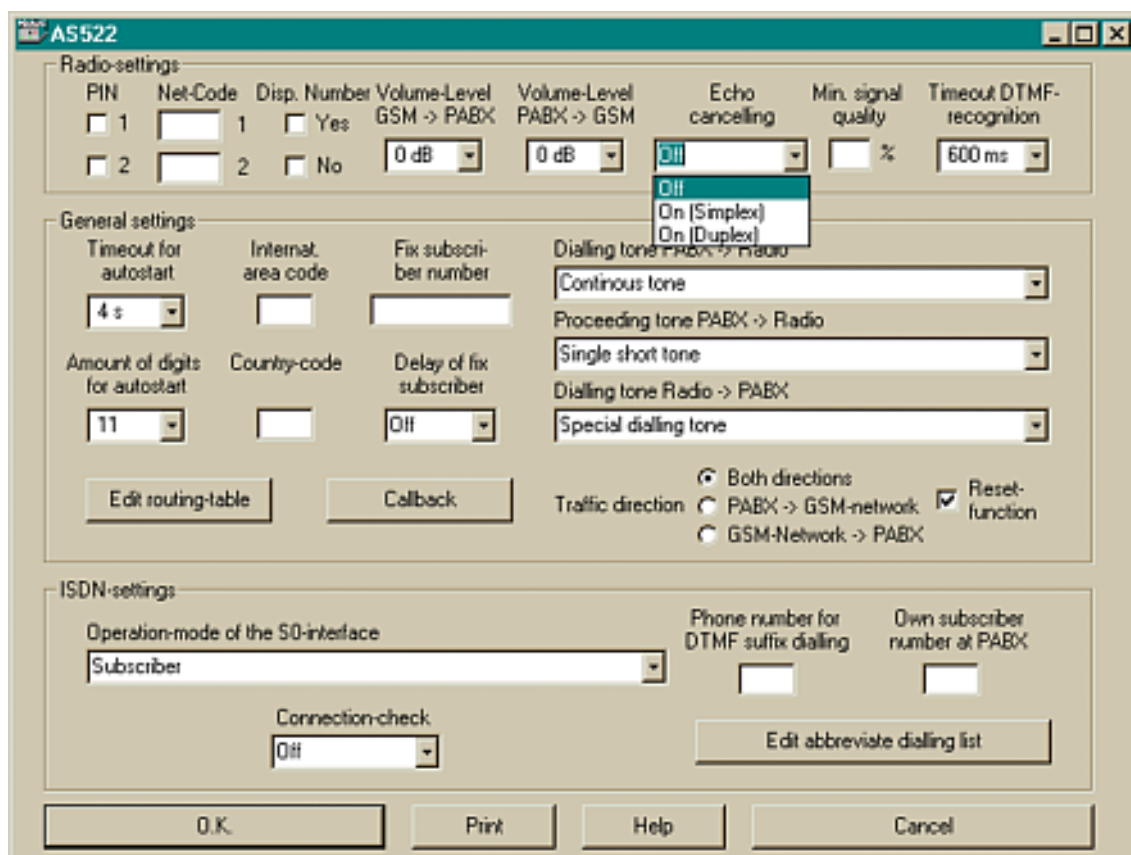 AS522
Radio-settings
PIN Net-Code Disp. Number Volume-Level Volume-Level Echo Min. signal Timeout DTMF-
GSM -> PABX PABX -> GSM cancelling quality recognition
1 1 Yes 0 dB 0 dB Off % 600 ms
2 2 No
Off
On (Simplex)
On (Duplex)
General settings
Timeout for Internat. Fix subscri- Dialling tone PABX -> Radio
autostart area code ber number
4 s Continous tone
Proceeding tone PABX -> Radio
Amount of digits Country-code Delay of fix Single short tone
for autostart subscriber Dialling tone Radio -> PABX
11 Off Special dialling tone
Edit routing-table Callback Traffic direction Both directions Reset-
PABX -> GSM-network function
GSM-Network -> PABX
ISDN-settings
Operation-mode of the S0-interface Phone number for Own subscriber
DTMF suffix dialling number at PABX
Subscriber
Connection-check
Off Edit abbreviate dialling list
O.K. Print Help Cancel